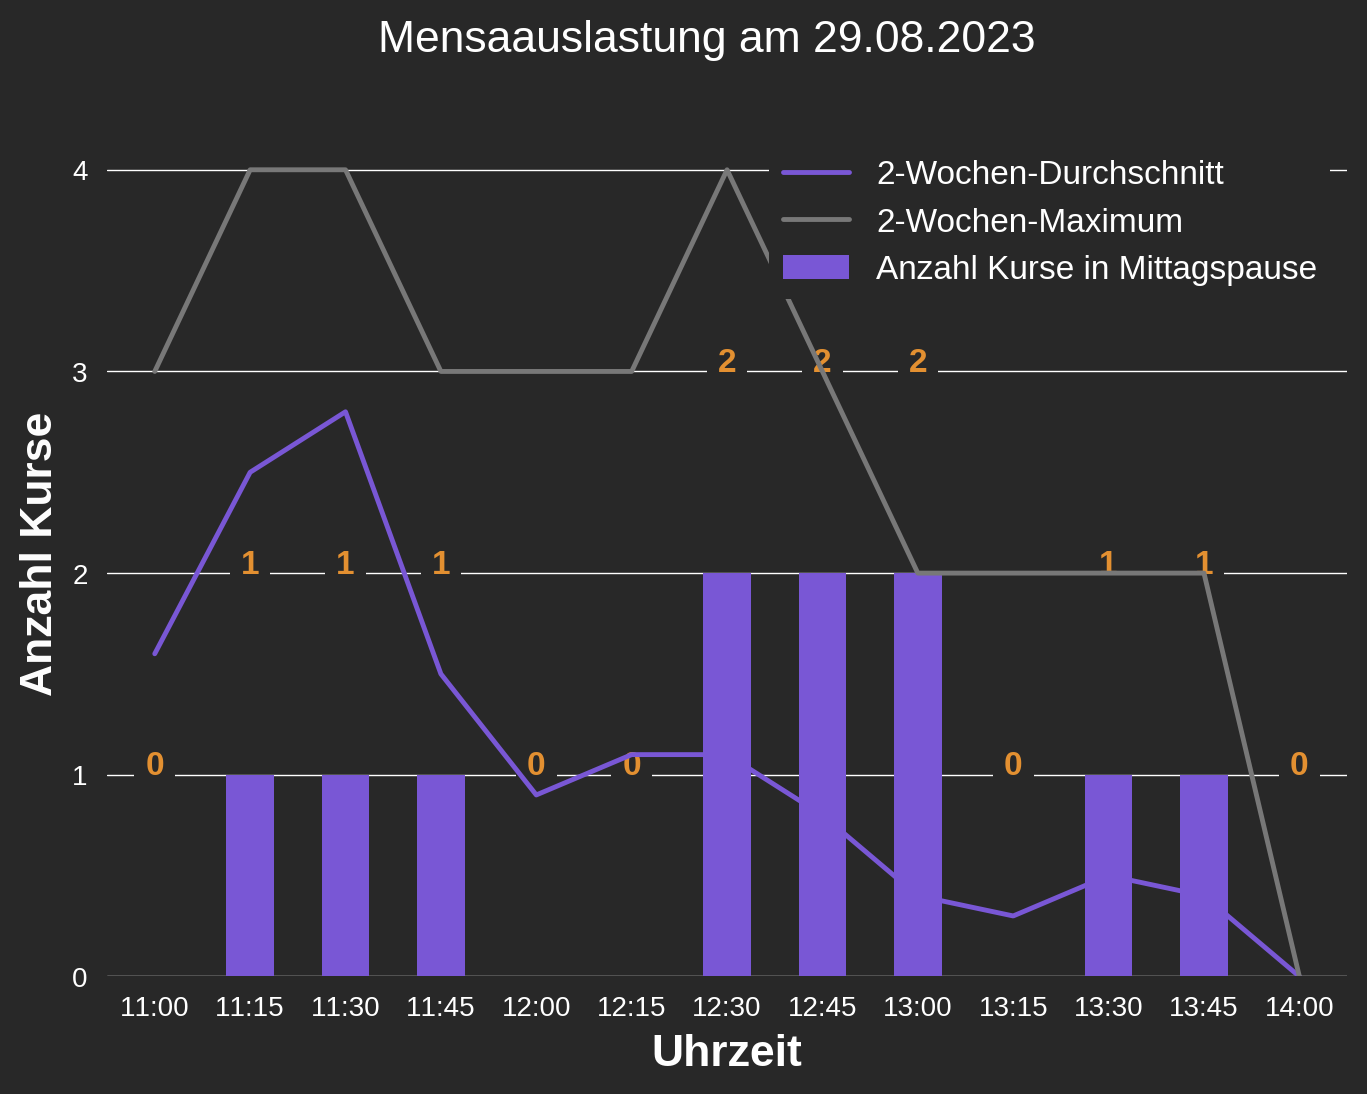 Mensaauslastung am 29.08.2023
2-Wochen-Durchschnitt
2-Wochen-Maximum
Anzahl Kurse in Mittagspause
Anzahl Kurse
4
3
2
1
0
2 2 2
1 1 1 1 1
0 0 0 0 0
11:00 11:15 11:30 11:45 12:00 12:15 12:30 12:45 13:00 13:15 13:30 13:45 14:00
Uhrzeit